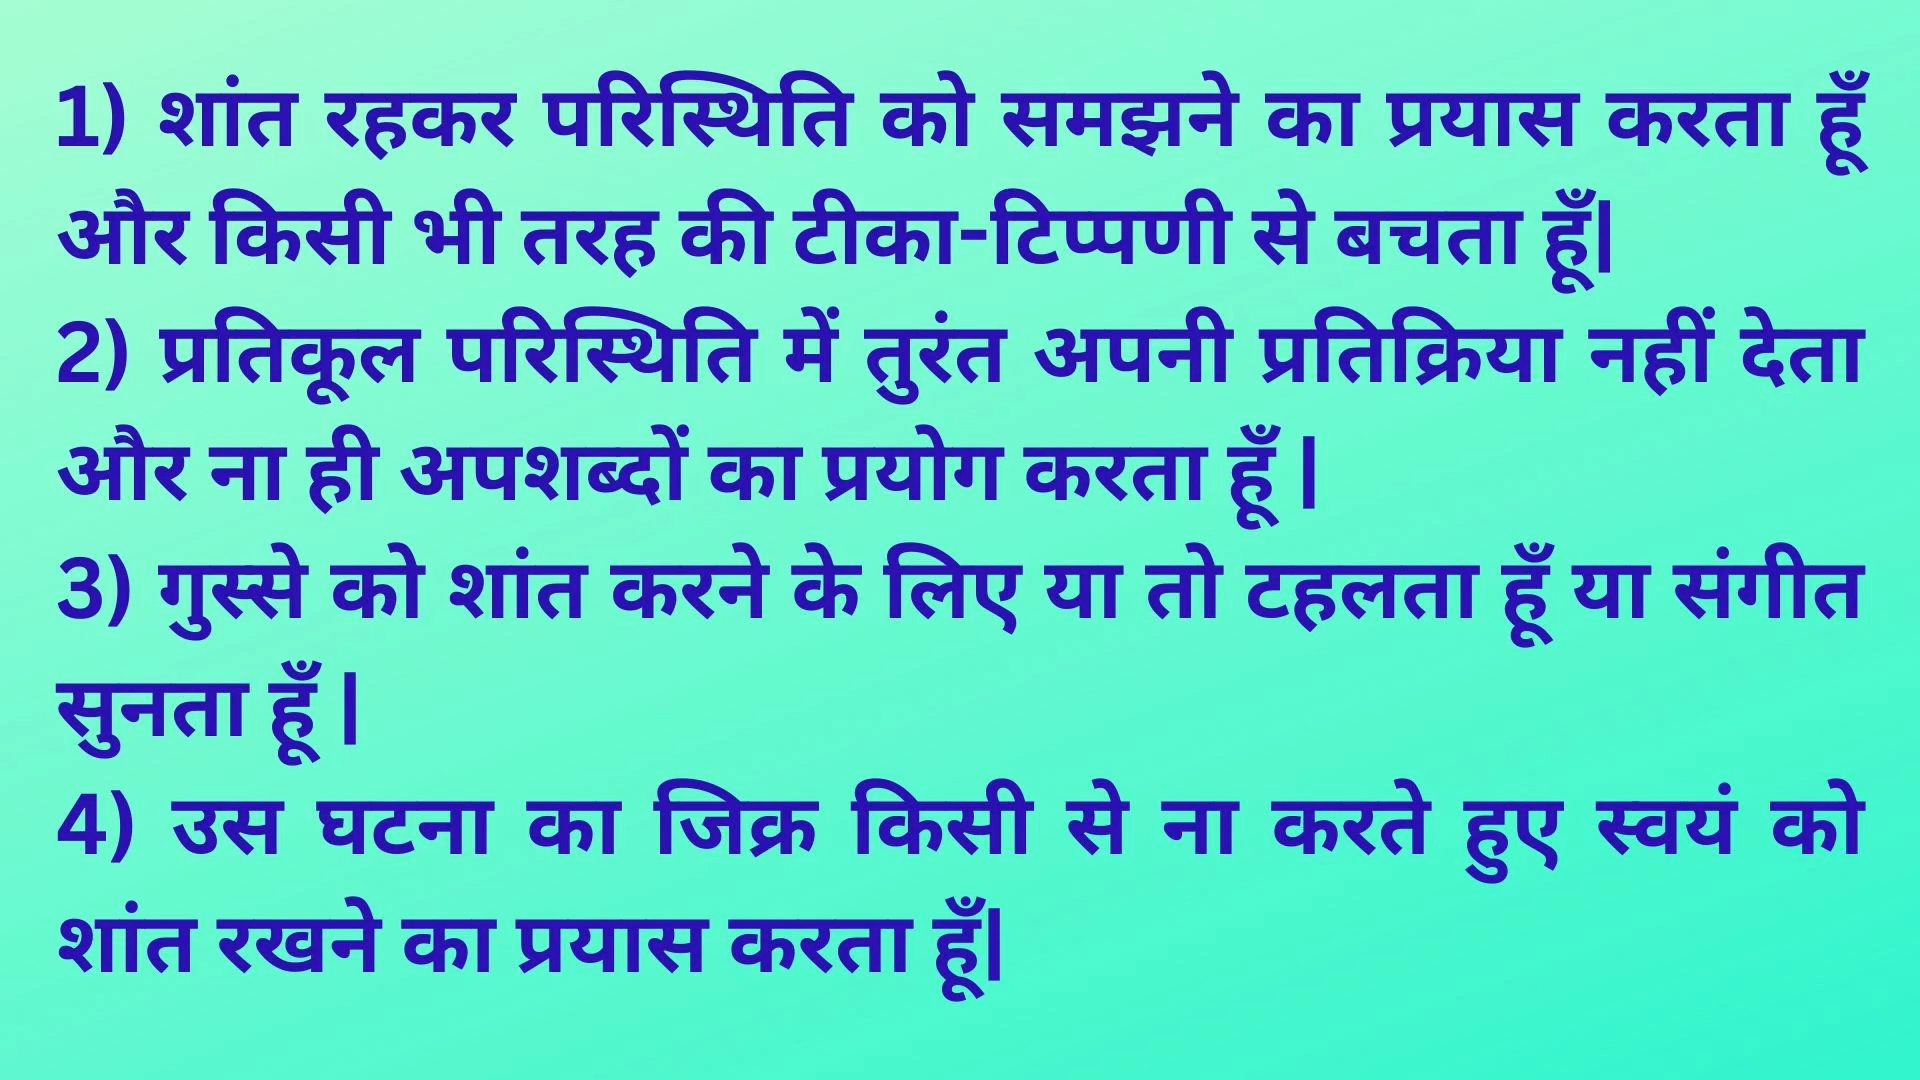 1) शांत रहकर परिस्थिति को समझने का प्रयास करता हूँ
और किसी भी तरह की टीका-टिप्पणी से बचता हूँ|
2) प्रतिकूल परिस्थिति में तुरंत अपनी प्रतिक्रिया नहीं देता
और ना ही अपशब्दों का प्रयोग करता हूँ |
3) गुस्से को शांत करने के लिए या तो टहलता हूँ या संगीत
सुनता हूँ |
4) उस घटना का जिक्र किसी से ना करते हुए स्वयं को
शांत रखने का प्रयास करता हूँ|